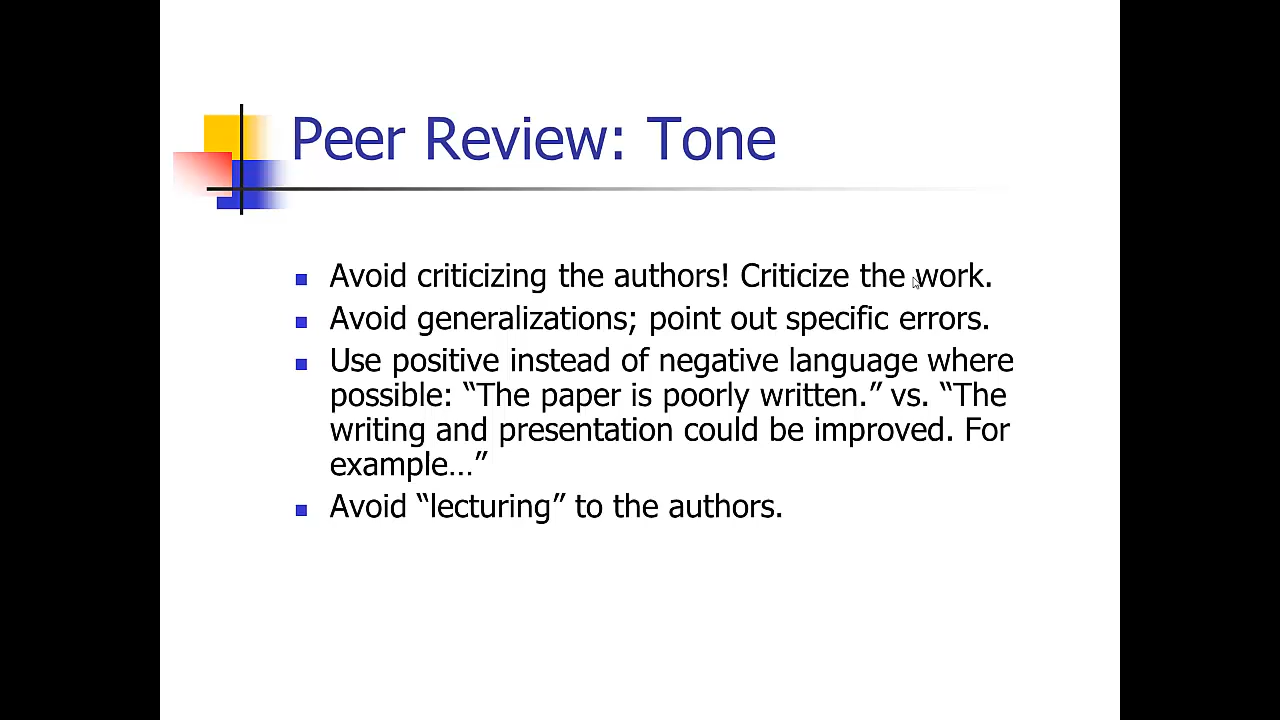 Peer Review: Tone
Avoid criticizing the authors! Criticize the work.
Avoid generalizations; point out specific errors.
Use positive instead of negative language where
possible: “The paper is poorly written.” vs. “The
writing and presentation could be improved. For
example…”
Avoid “lecturing” to the authors.